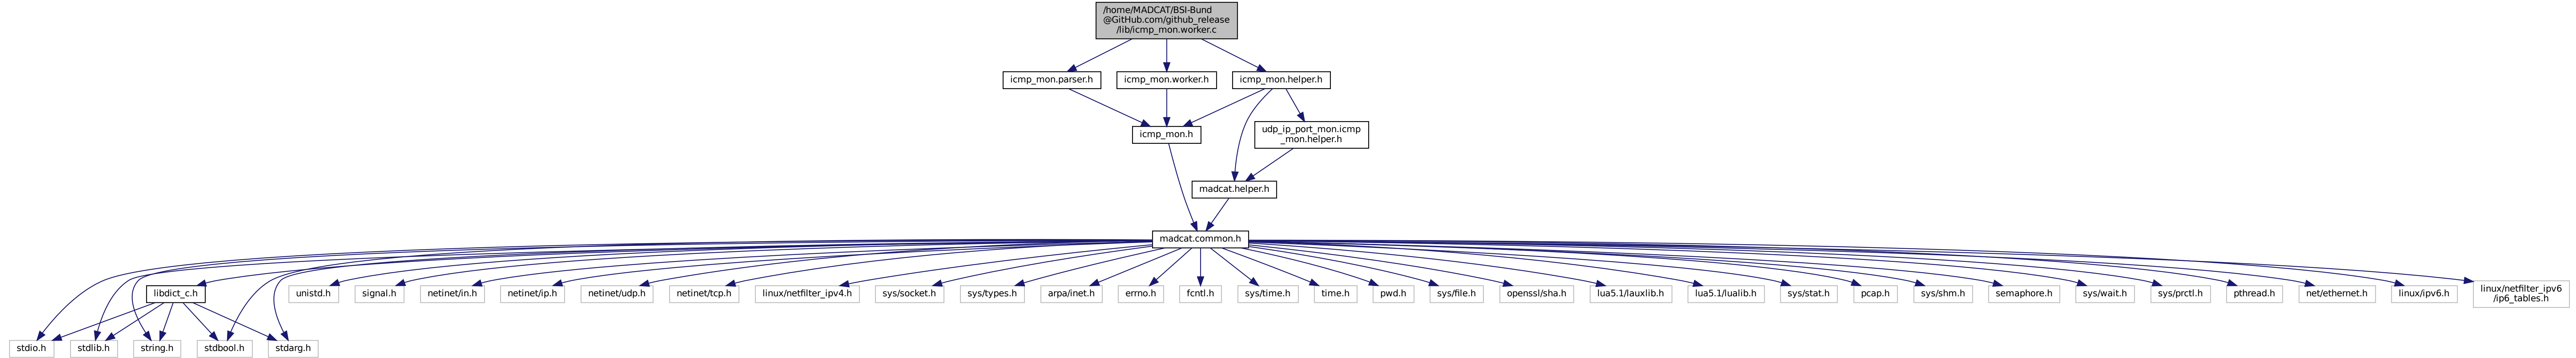 /home/MADCAT/BSI-Bund
@GitHub.com/github_release
/lib/icmp_mon.worker.c
icmp_mon.parser.h
icmp_mon.worker.h
icmp_mon.helper.h
icmp_mon.h
udp_ip_port_mon.icmp
_mon.helper.h
madcat.helper.h
madcat.common.h
libdict_c.h
unistd.h
signal.h
netinet/in.h
netinet/ip.h
netinet/udp.h
netinet/tcp.h
linux/netfilter_ipv4.h
sys/socket.h
sys/types.h
arpa/inet.h
errno.h
fcntl.h
sys/time.h
time.h
pwd.h
sys/file.h
openssl/sha.h
lua5.1/lauxlib.h
lua5.1/lualib.h
sys/stat.h
pcap.h
sys/shm.h
semaphore.h
sys/wait.h
sys/prctl.h
pthread.h
net/ethernet.h
linux/ipv6.h
linux/netfilter_ipv6
/ip6_tables.h
stdio.h
stdlib.h
string.h
stdbool.h
stdarg.h